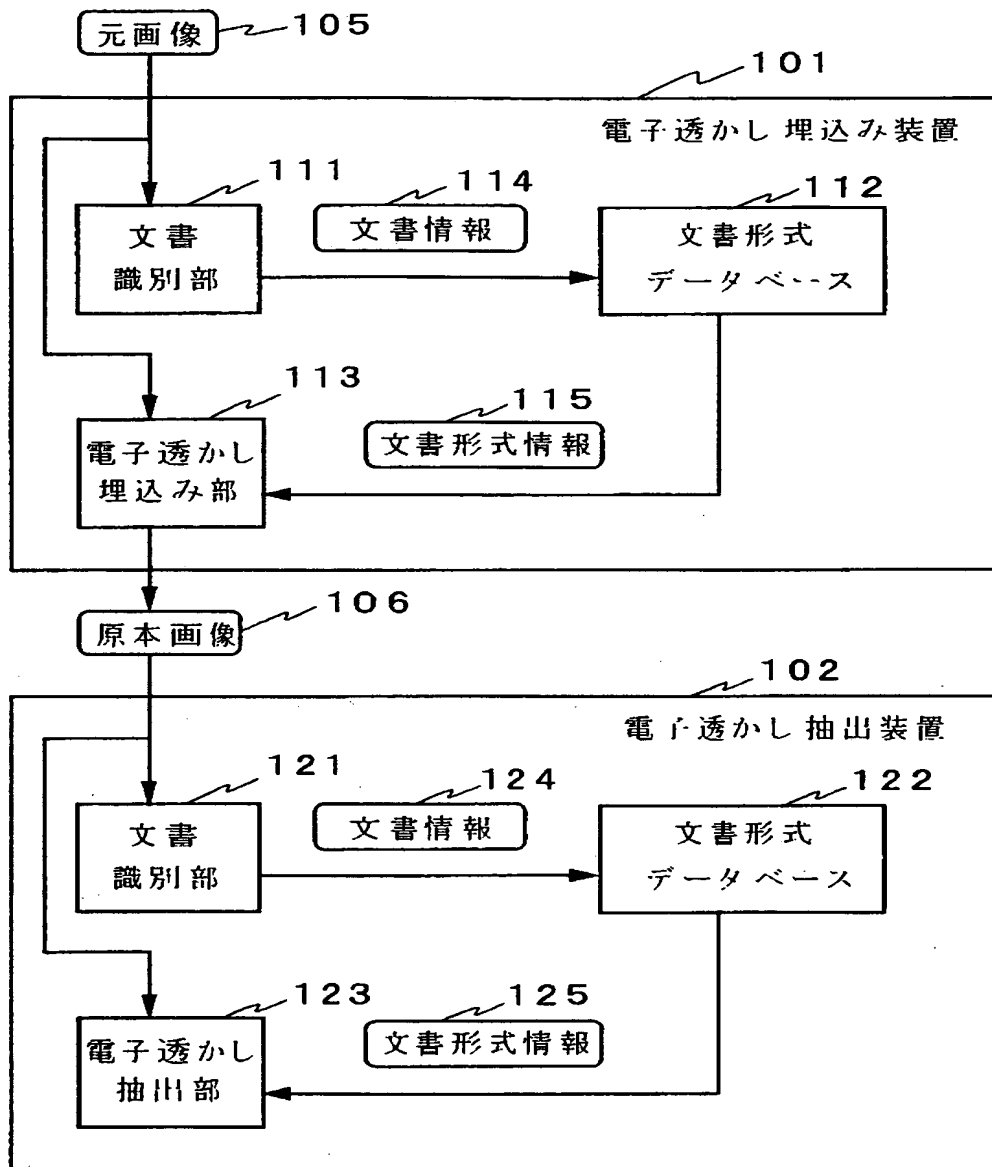 元画像 105
101
電子透かし 埋込み装置
111
114
112
文書
識別部
文書情報
文書形式
データベース
113
115
電子透かし
埋込み部
文書形式情報
106
原本画像
102
電子透かし 抽出装置
121
124
122
文書
識別部
文書情報
文書形式
データベース
123
125
電子透かし
抽出部
文書形式情報